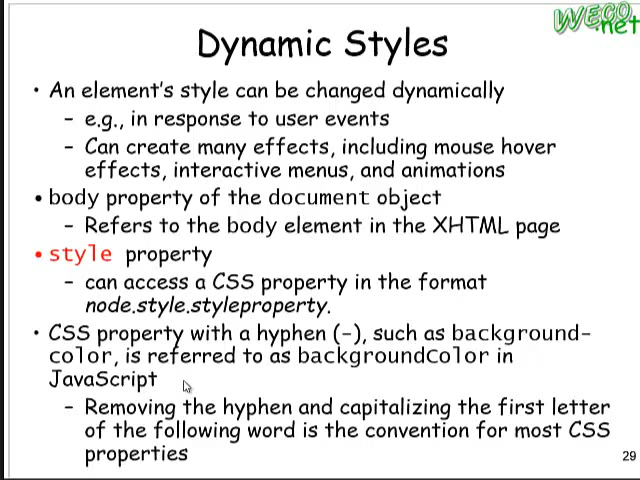 WECO.net
Dynamic Styles
• An element's style can be changed dynamically
– e.g., in response to user events
– Can create many effects, including mouse hover
effects, interactive menus, and animations
• body property of the document object
– Refers to the body element in the XHTML page
• style property
– can access a CSS property in the format
node.style.styleproperty.
• CSS property with a hyphen (-), such as background-
color, is referred to as backgroundColor in
JavaScript
– Removing the hyphen and capitalizing the first letter
of the following word is the convention for most CSS
properties
29